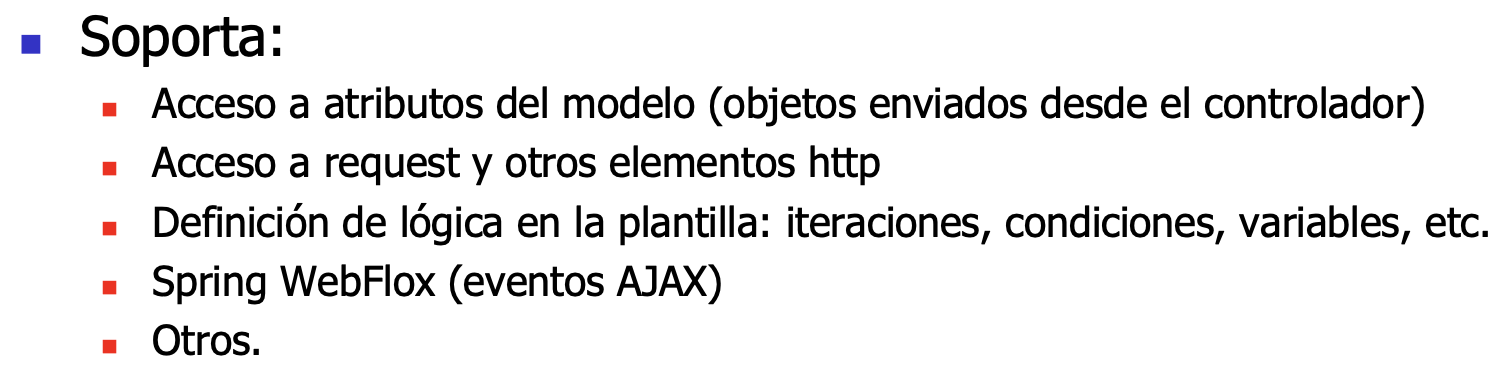 Soporta:
Acceso a atributos del modelo (objetos enviados desde el controlador)
Acceso a request y otros elementos http
Definición de lógica en la plantilla: iteraciones, condiciones, variables, etc.
Spring WebFlox (eventos AJAX)
Otros.